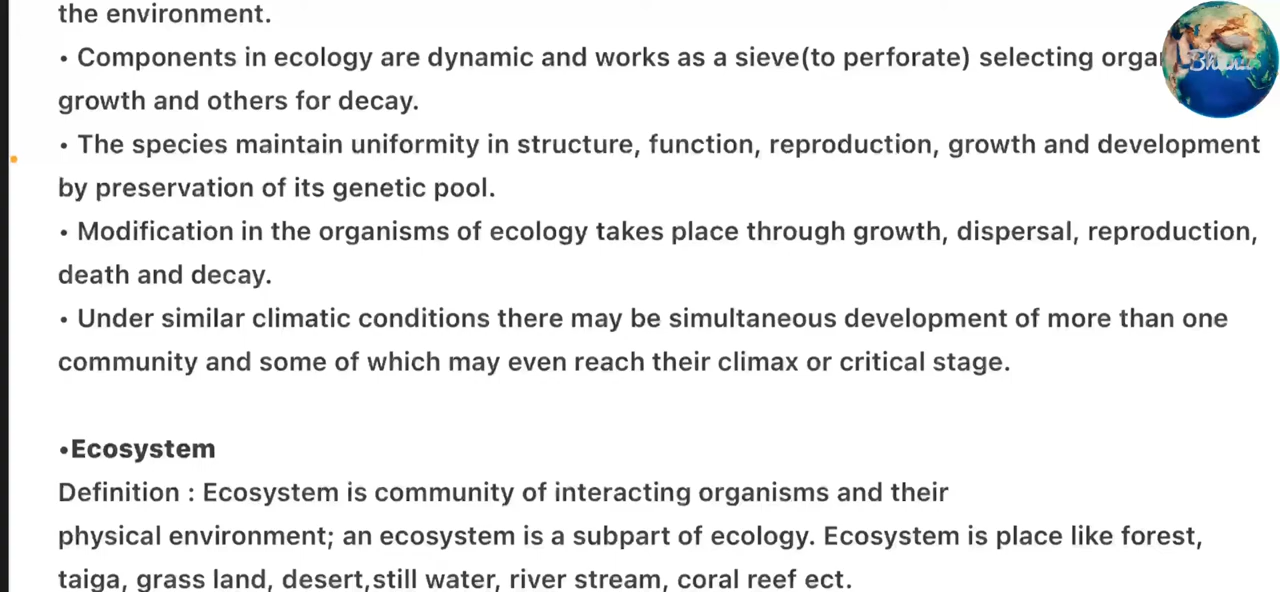 the environment.
• Components in ecology are dynamic and works as a sieve(to perforate) selecting
growth and others for decay.
• The species maintain uniformity in structure, function, reproduction, growth and development
by preservation of its genetic pool.
• Modification in the organisms of ecology takes place through growth, dispersal, reproduction,
death and decay.
• Under similar climatic conditions there may be simultaneous development of more than one
community and some of which may even reach their climax or critical stage.
•Ecosystem
Definition : Ecosystem is community of interacting organisms and their
physical environment; an ecosystem is a subpart of ecology. Ecosystem is place like forest,
taiga, grass land, desert,still water, river stream, coral reef ect.